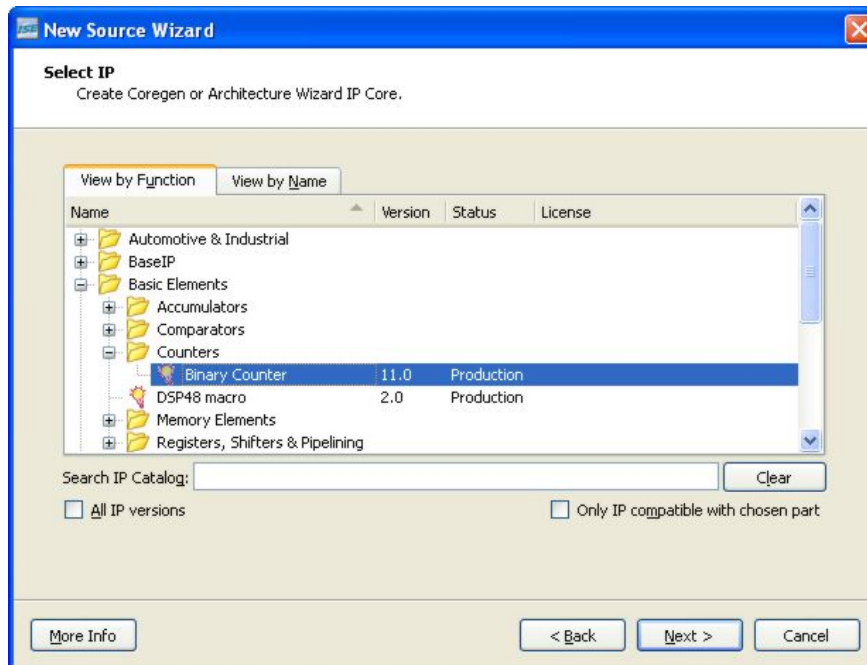 ISE New Source Wizard
Select IP
Create Coregen or Architecture Wizard IP Core.
View by Function View by Name
Name Version Status License
Automotive & Industrial
BaseIP
Basic Elements
Accumulators
Comparators
Counters
Binary Counter 11.0 Production
DSP48 macro 2.0 Production
Memory Elements
Registers, Shifters & Pipelining
Search IP Catalog: Clear
All IP versions Only IP compatible with chosen part
More Info < Back Next > Cancel